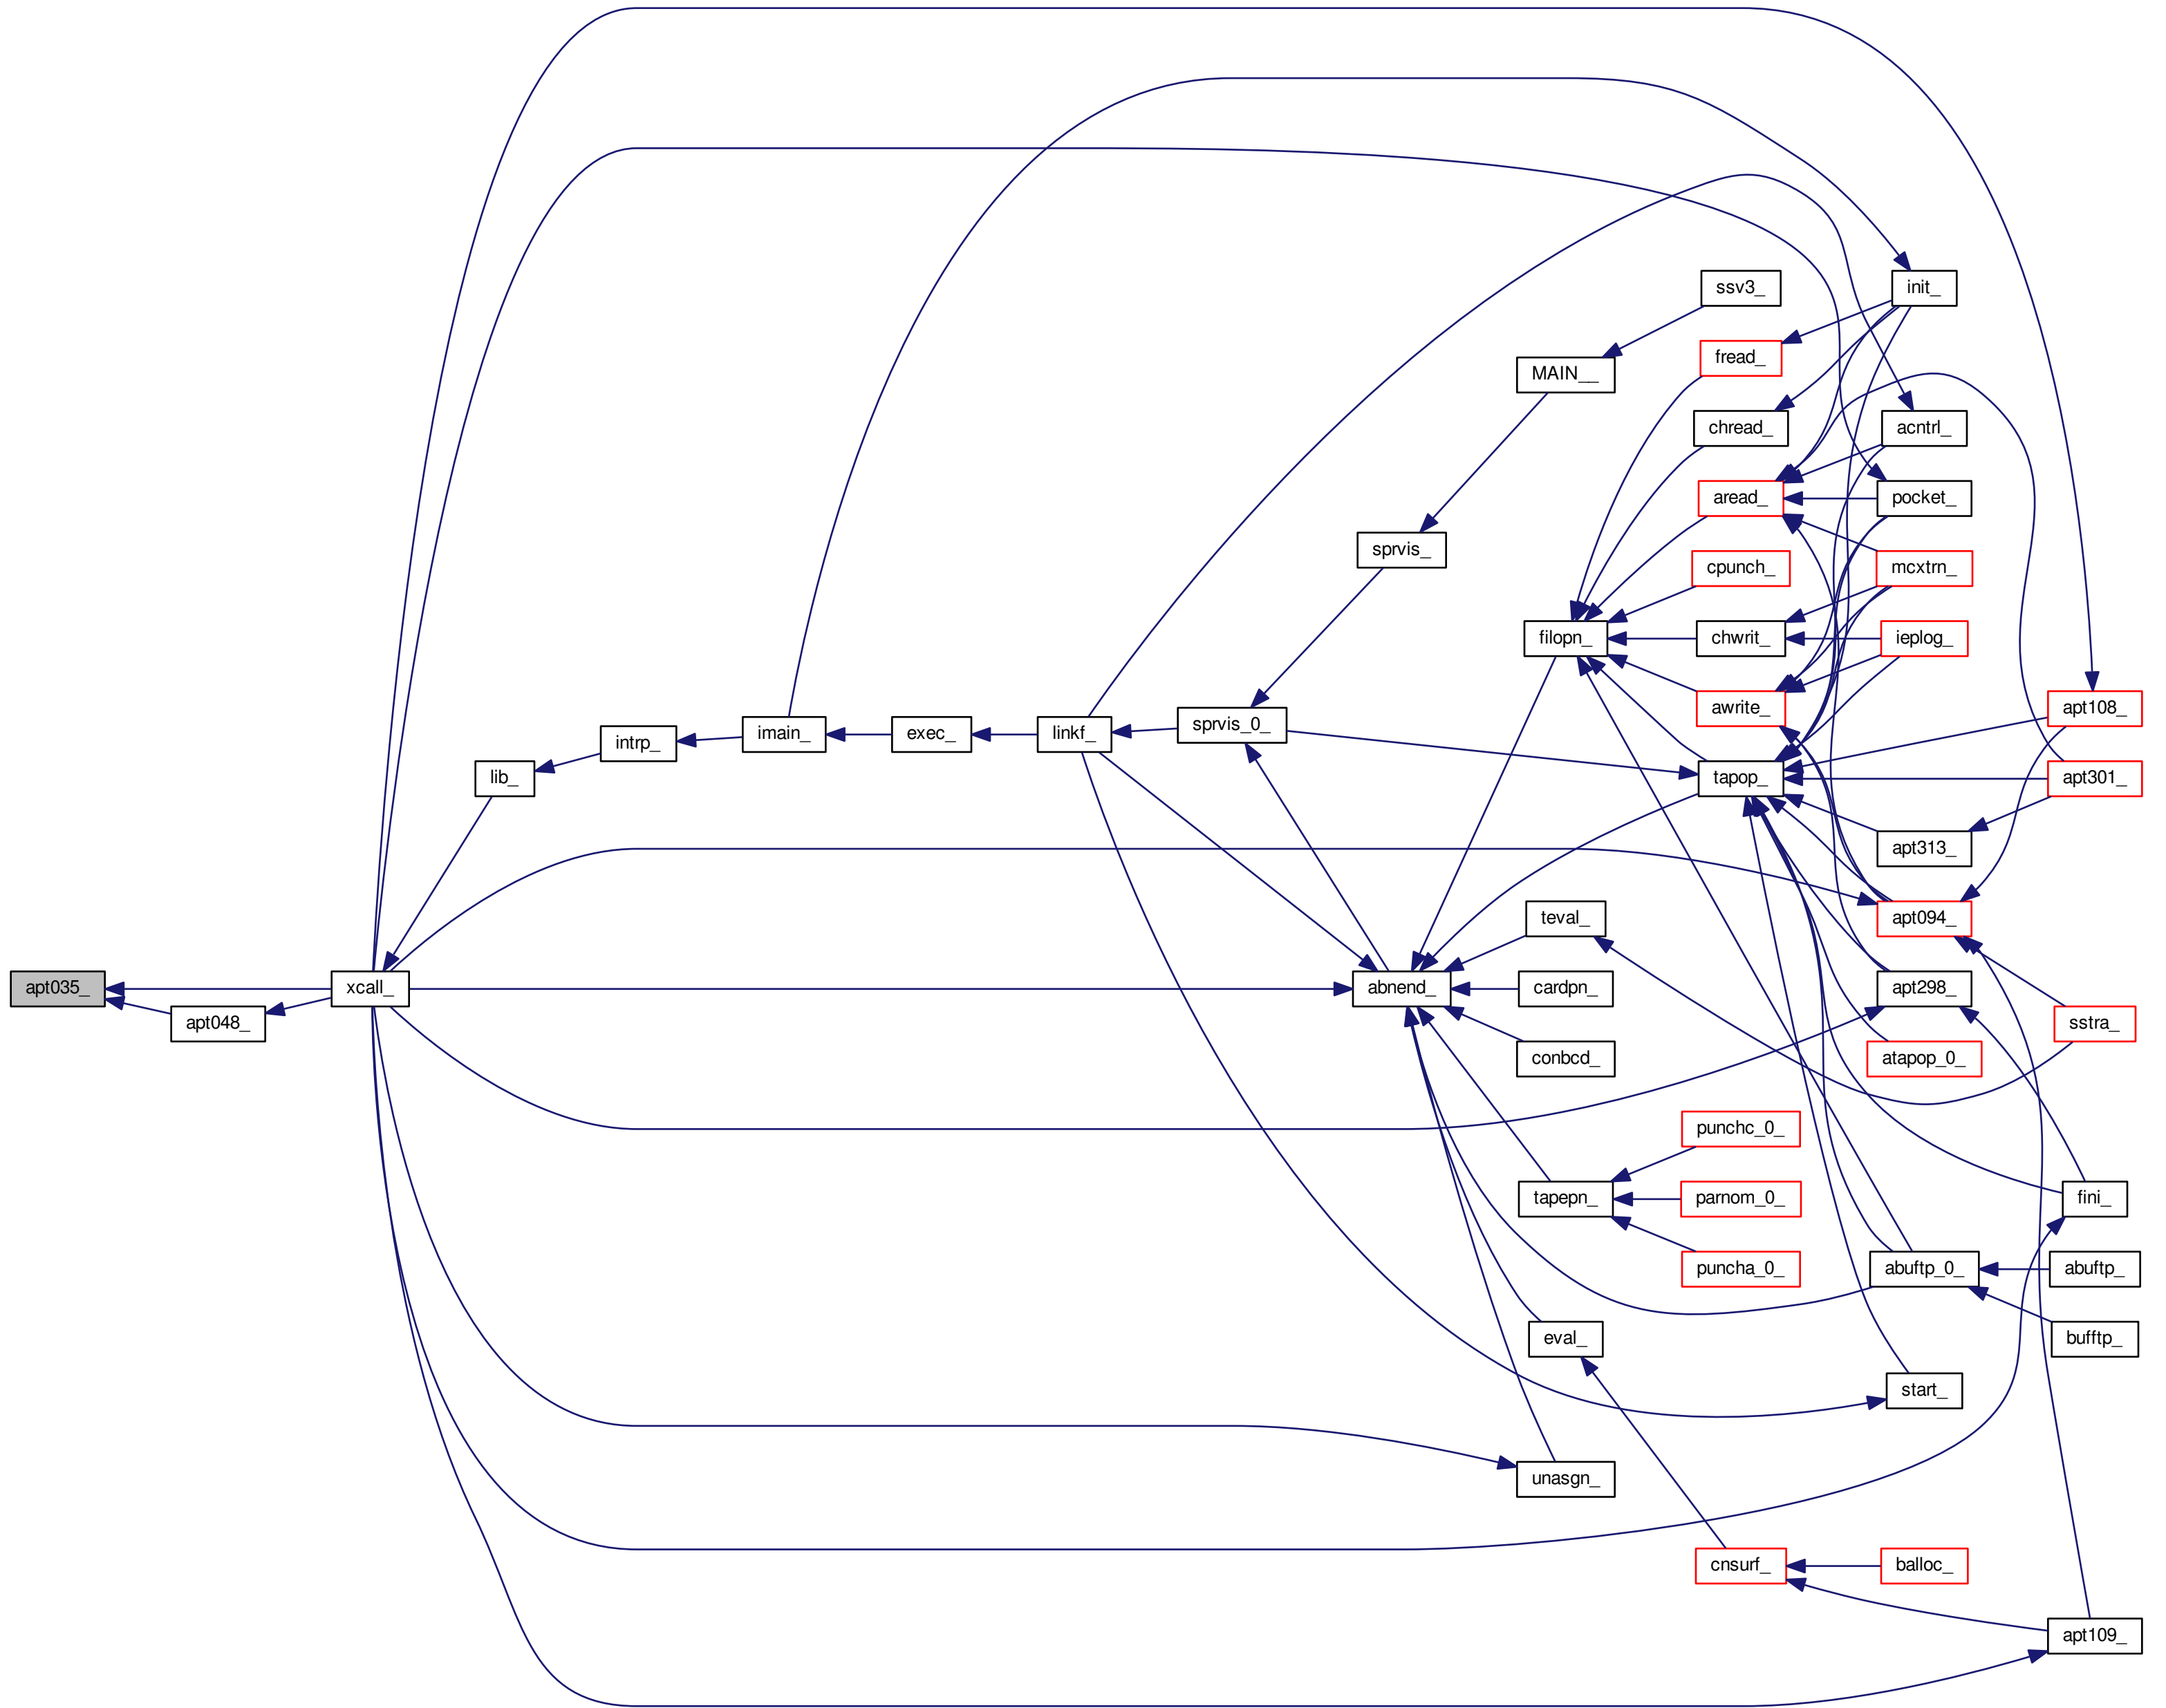 ssv3_
init_
fread_
MAIN__
chread_
acntrl_
aread_
pocket_
sprvis_
cpunch_
mcxtrn_
filopn_
chwrit_
ieplog_
awrite_
apt108_
intrp_
imain_
exec_
linkf_
sprvis_0_
lib_
tapop_
apt301_
apt313_
teval_
apt094_
apt035_
xcall_
abnend_
cardpn_
apt298_
apt048_
sstra_
conbcd_
atapop_0_
punchc_0_
tapepn_
parnom_0_
fini_
puncha_0_
abuftp_0_
abuftp_
eval_
bufftp_
start_
unasgn_
cnsurf_
balloc_
apt109_